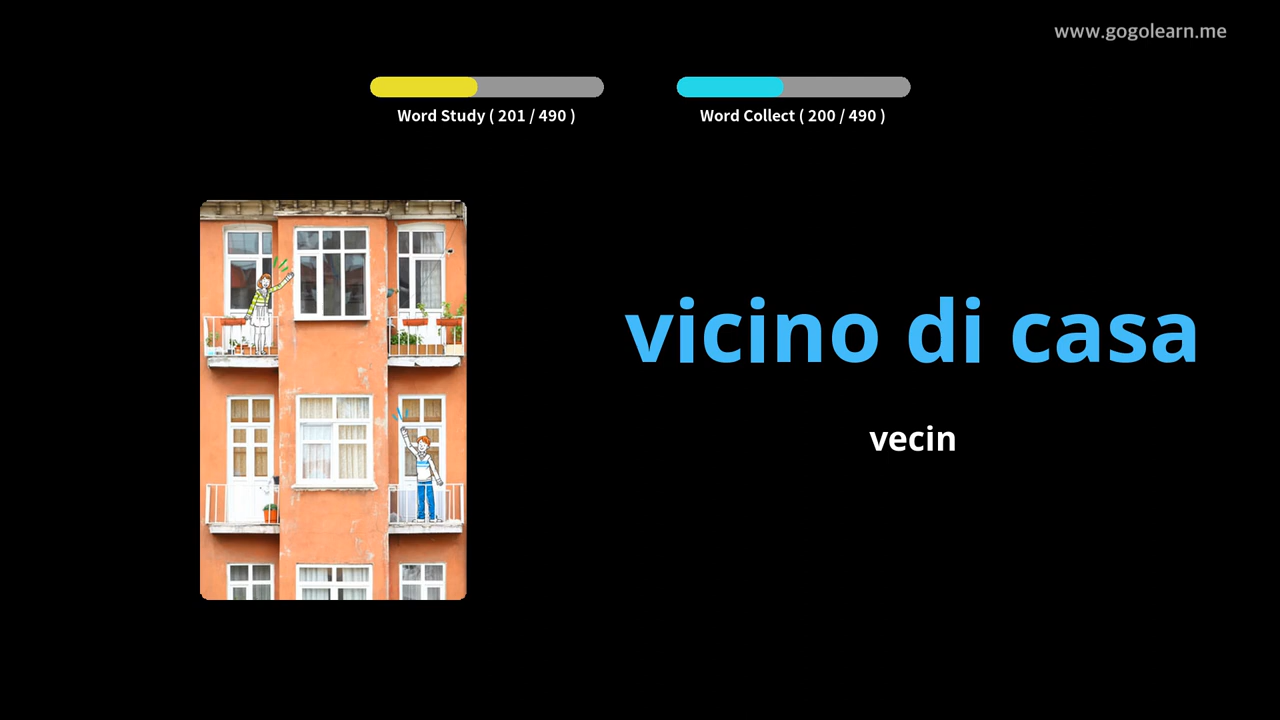 www.gogolearn.me
Word Study ( 201 / 490 )
Word Collect ( 200 / 490 )
vicino di casa
vecin